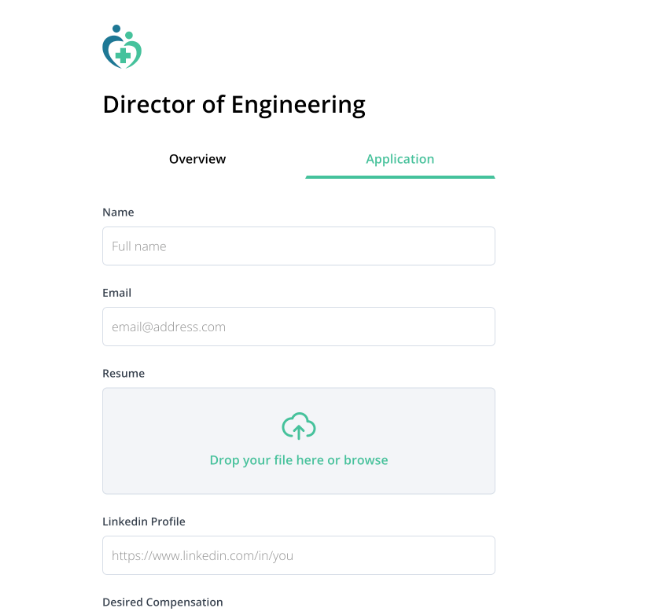 Director of Engineering
Overview Application
Name
Full name
Email
email@address.com
Resume
Drop your file here or browse
Linkedin Profile
https://www.linkedin.com/in/you
Desired Compensation